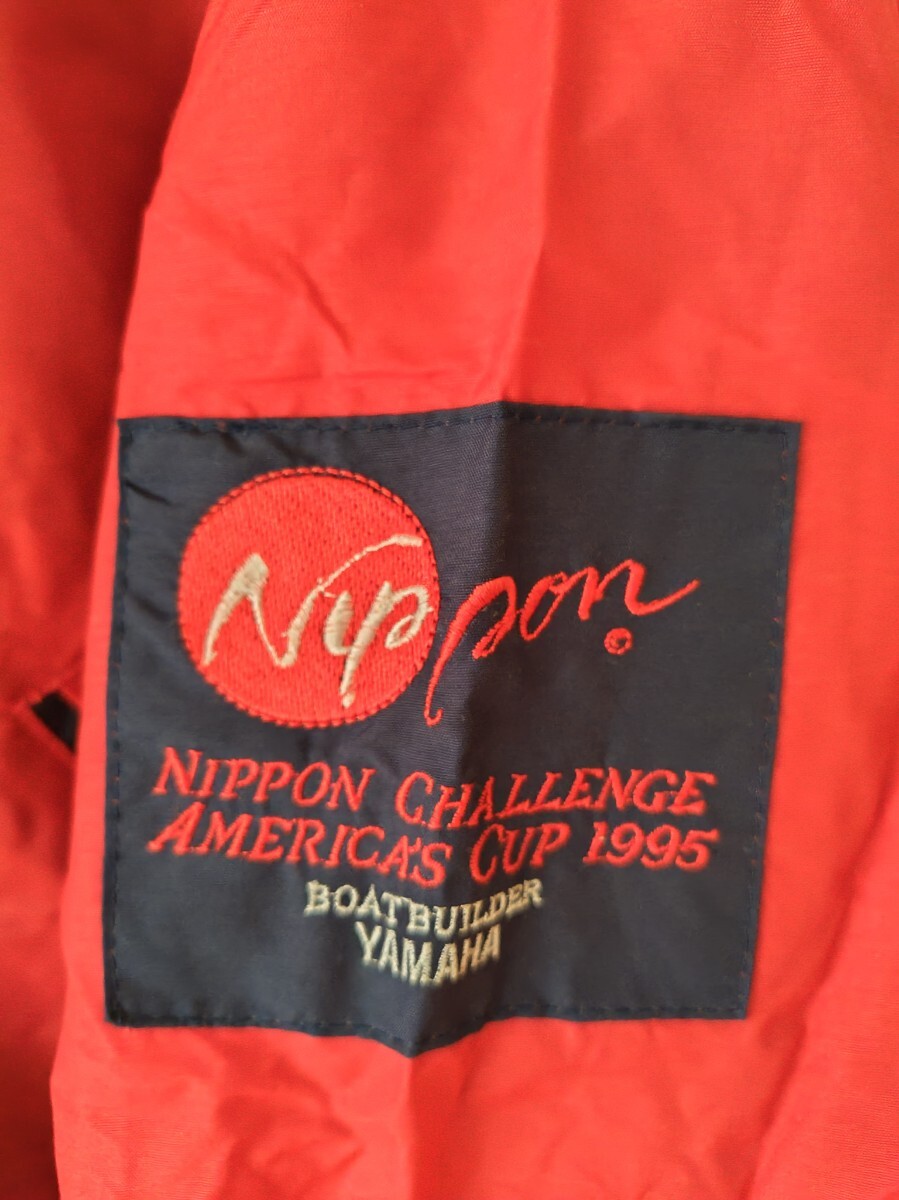 Nippon
NIPPON CHALLENGE
AMERICA'S CUP 1995
BOATBUILDER
YAMAHA